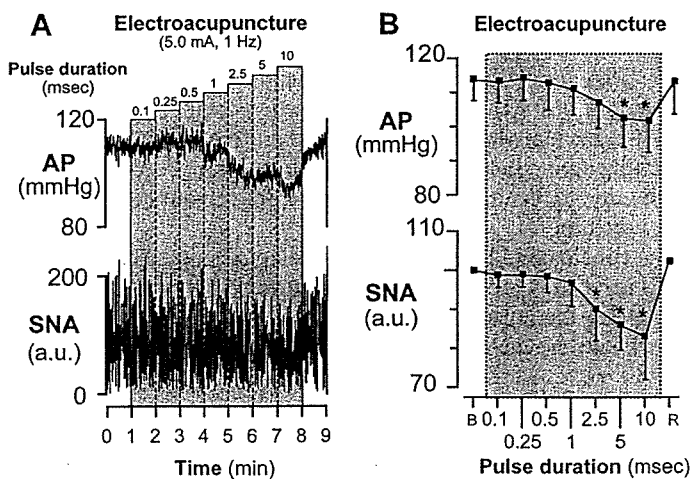 A
Electroacupuncture
(5.0 mA, 1 Hz)
Pulse duration
(msec)
0.1
0.25
0.5
1
2.5
5
10
120
AP
(mmHg)
80
200
SNA
(a.u.)
0
0 1 2 3 4 5 6 7 8 9
Time (min)
B
Electroacupuncture
120
AP
(mmHg)
* *
80
110
SNA
(a.u.)
* * *
70
B 0.1 0.5 2.5 10 R
0.25 1 5
Pulse duration (msec)